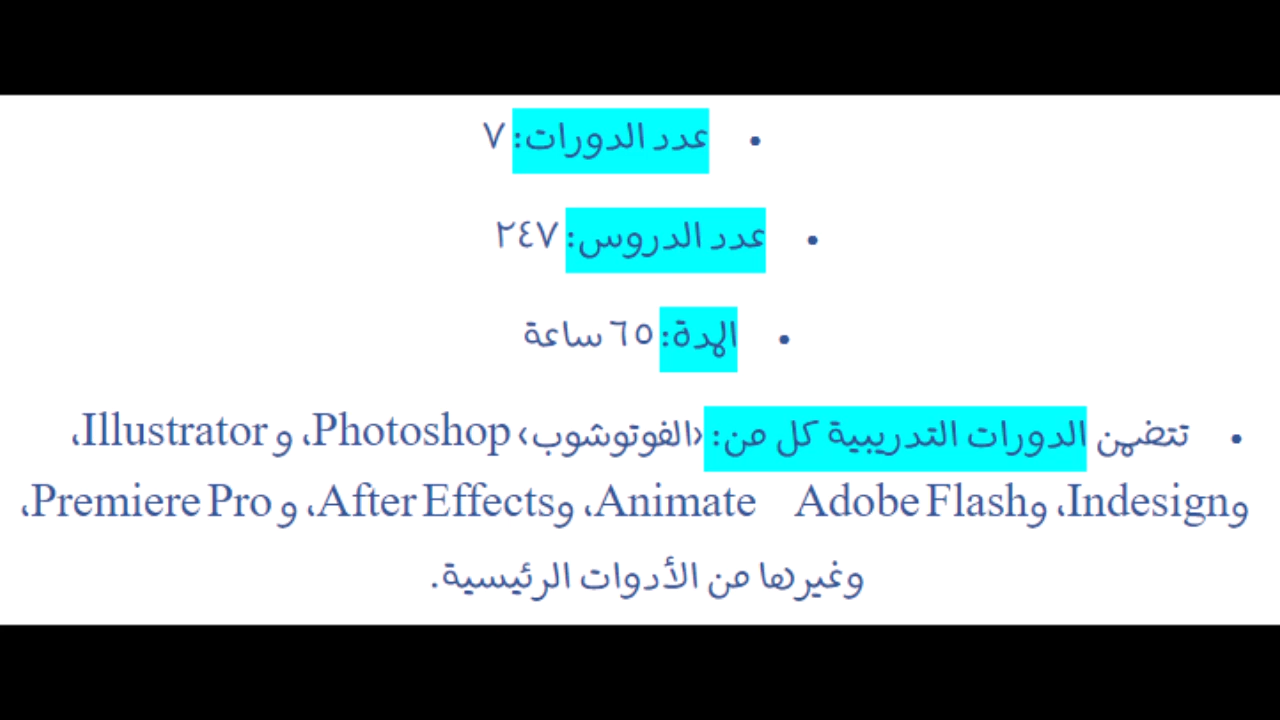 • عدد الدورات: ٧
• عدد الدروس: ٢٤٧
• المدة: ٦٥ ساعة
• تتضمن الدورات التدريبية كل من: ‹الفوتوشوب› Photoshop، و Illustrator،
وIndesign، وAdobe Flash Animate، وAfter Effects، و Premiere Pro،
وغيرها من الأدوات الرئيسية.